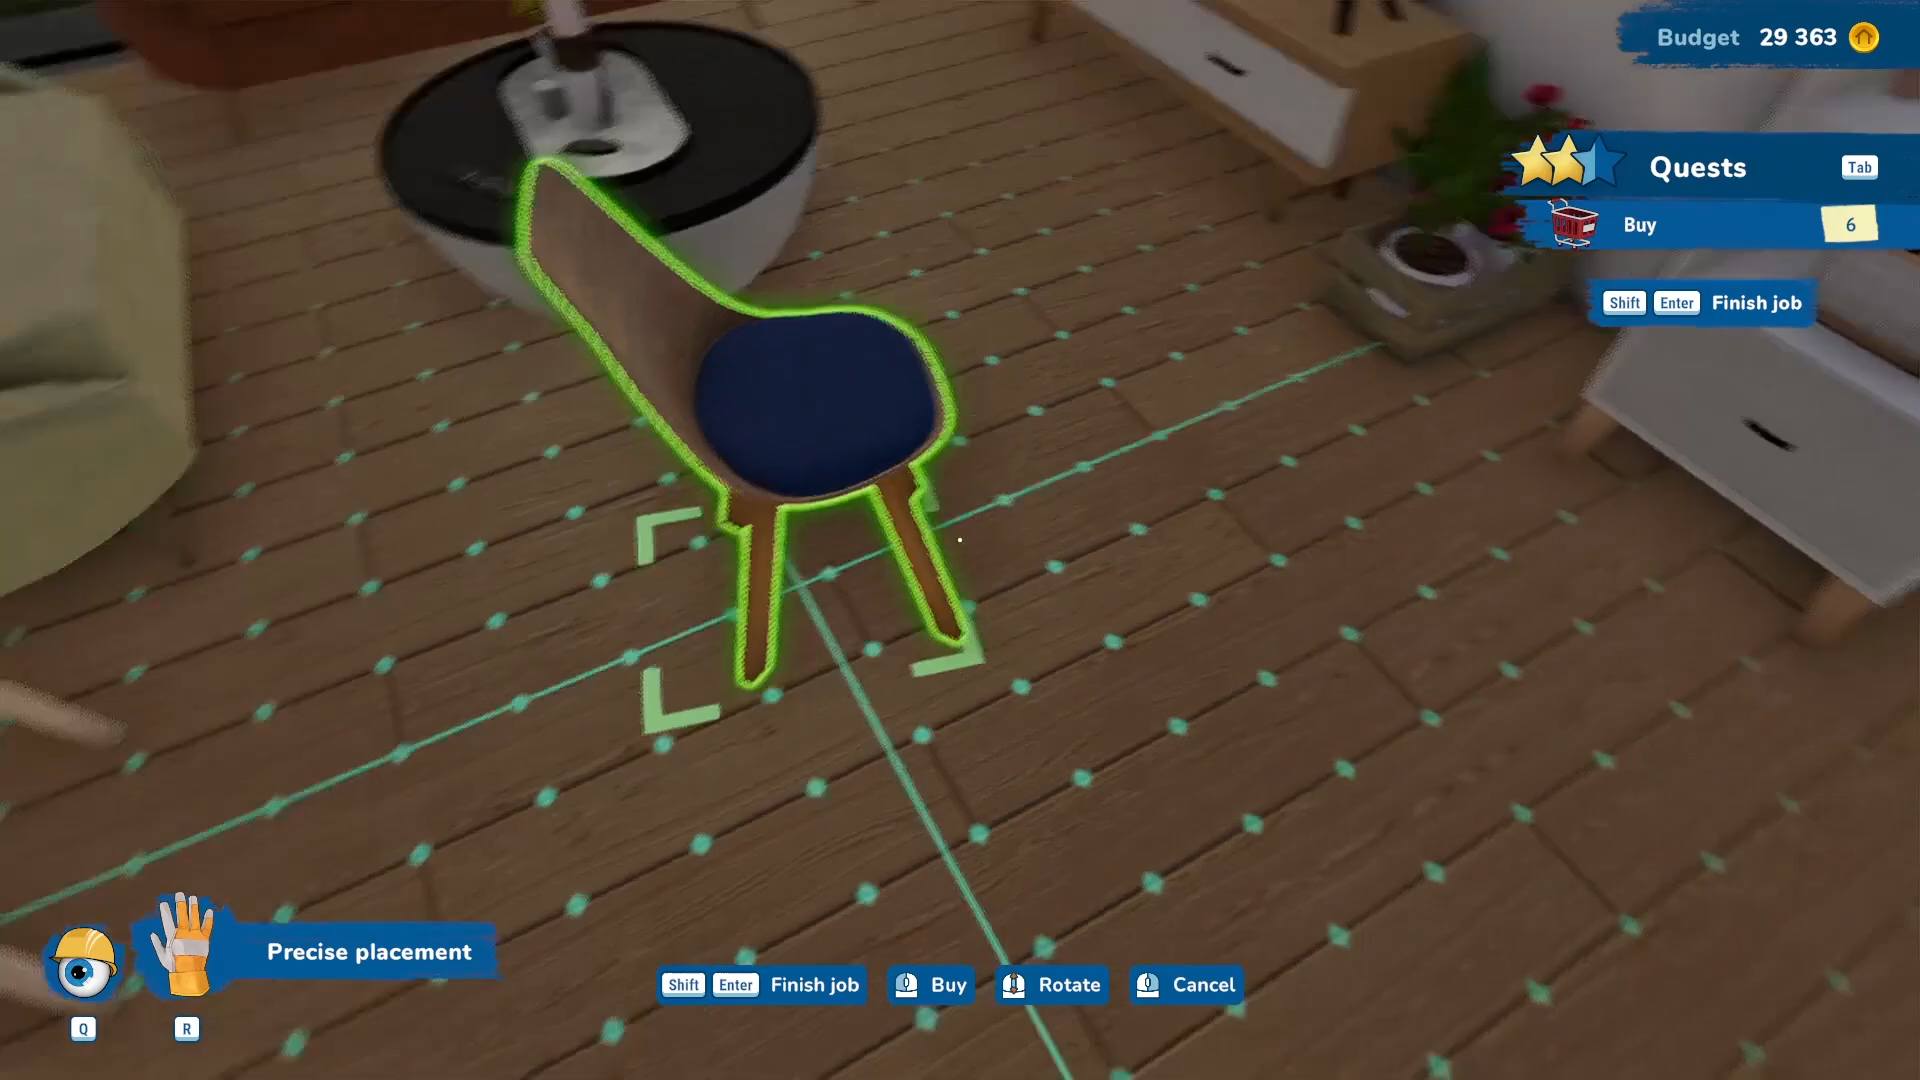 Budget 29 363
Quests Tab
Buy 6
Shift Enter Finish job
Precise placement
Shift Enter Finish job Buy Rotate Cancel
Q R